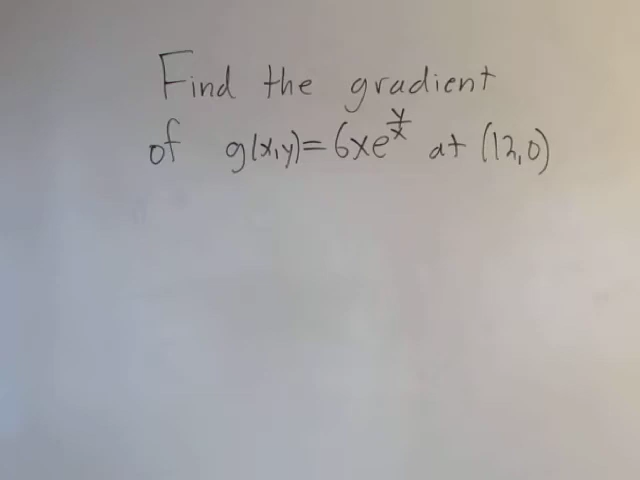 Find the gradient
of g(x,y)=6xe^{y/x} at (12,0)